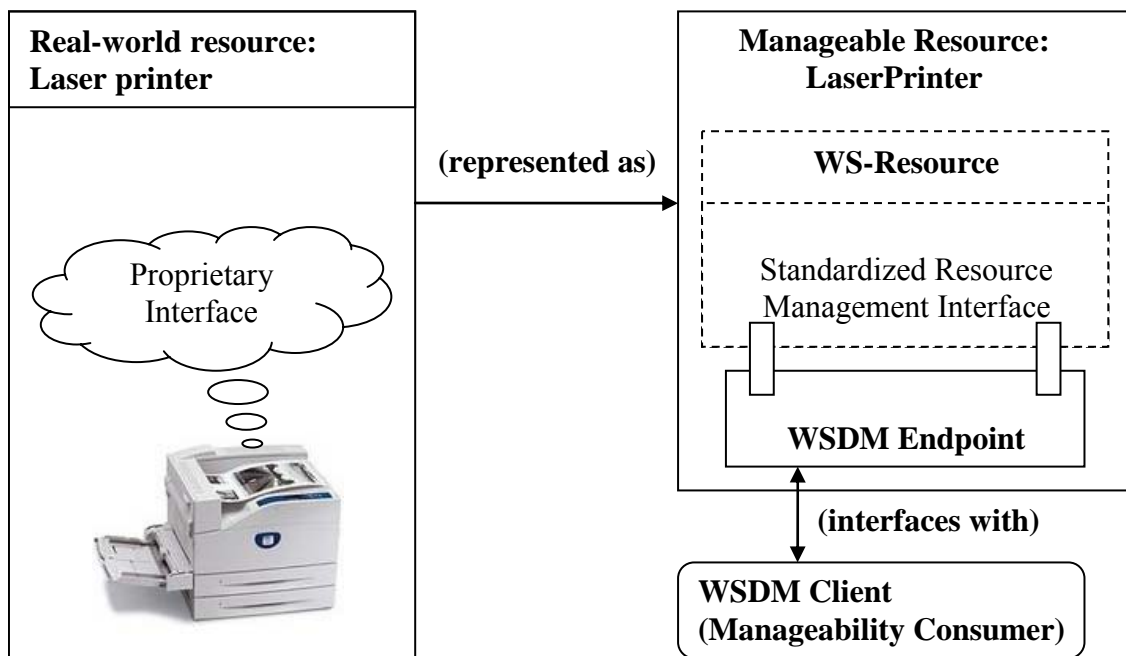 Real-world resource:
Laser printer
Proprietary
Interface
(represented as)
Manageable Resource:
LaserPrinter
WS-Resource
Standardized Resource
Management Interface
WSDM Endpoint
(interfaces with)
WSDM Client
(Manageability Consumer)